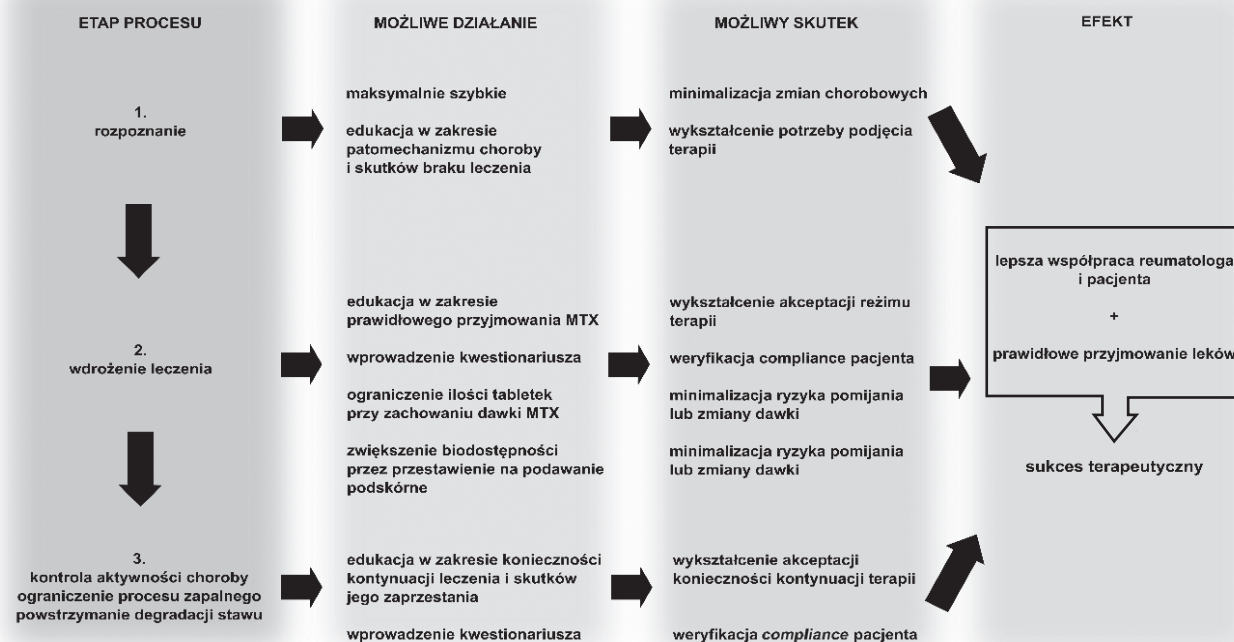 ETAP PROCESU
MOŻLIWE DZIAŁANIE
MOŻLIWY SKUTEK
EFEKT
1.
rozpoznanie
maksymalnie szybkie
edukacja w zakresie
patomechanizmu choroby
i skutków braku leczenia
minimalizacja zmian chorobowych
wykształcenie potrzeby podjęcia
terapii
2.
wdrożenie leczenia
edukacja w zakresie
prawidłowego przyjmowania MTX
wprowadzenie kwestionariusza
ograniczenie ilości tabletek
przy zachowaniu dawki MTX
zwiększenie biodostępności
przez przestawienie na podawanie
podskórne
wykształcenie akceptacji reżimu
terapii
weryfikacja compliance pacjenta
minimalizacja ryzyka pomijania
lub zmiany dawki
minimalizacja ryzyka pomijania
lub zmiany dawki
3.
kontrola aktywności choroby
ograniczenie procesu zapalnego
powstrzymanie degradacji stawu
edukacja w zakresie konieczności
kontynuacji leczenia i skutków
jego zaprzestania
wprowadzenie kwestionariusza
wykształcenie akceptacji
konieczności kontynuacji terapii
weryfikacja compliance pacjenta
lepsza współpraca reumatologa
i pacjenta
+
prawidłowe przyjmowanie leków
sukces terapeutyczny